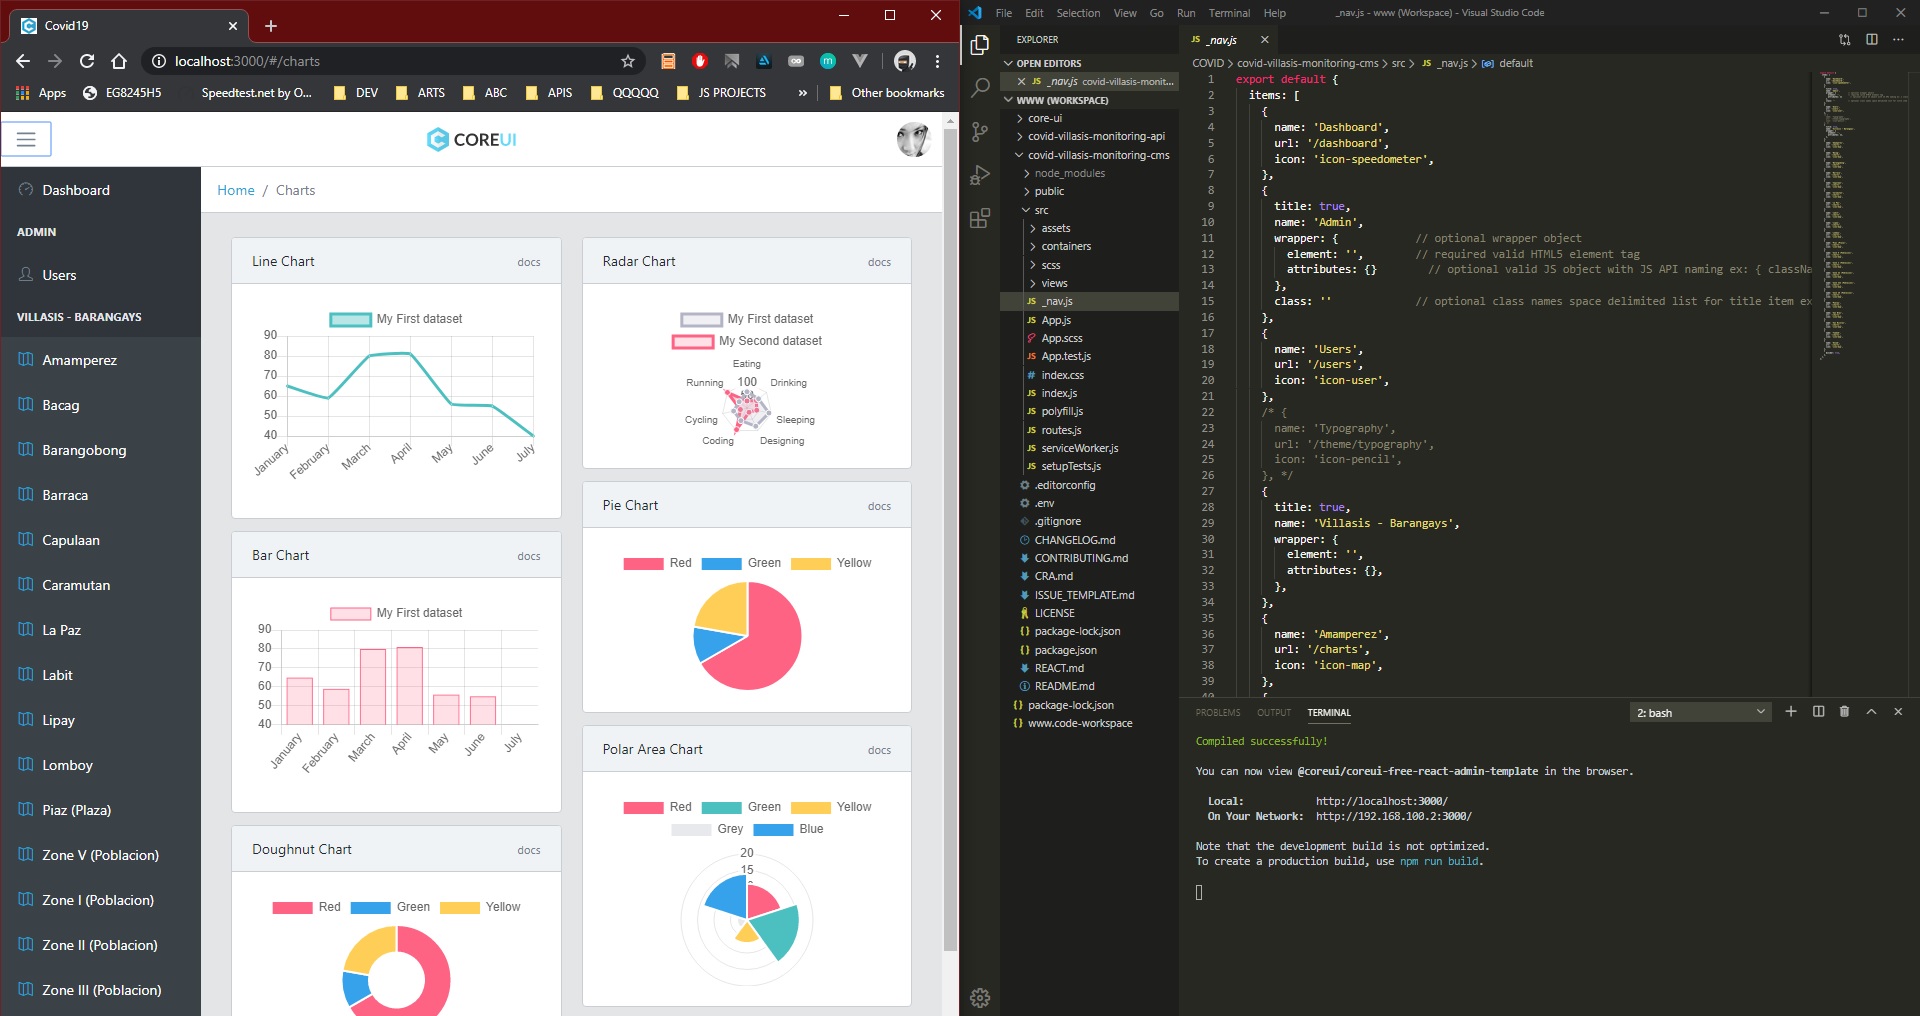 Covid19
localhost:3000/#/charts
Apps
EG8245H5
Speedtest.net by O...
DEV
ARTS
ABC
APIS
QQQQQ
JS PROJECTS
»
Other bookmarks
COREUI
Dashboard
ADMIN
Users
VILLASIS - BARANGAYS
Amamperez
Bacag
Barangobong
Barraca
Capulaan
Caramutan
La Paz
Labit
Lipay
Lomboy
Piaz (Plaza)
Zone V (Poblacion)
Zone I (Poblacion)
Zone II (Poblacion)
Zone III (Poblacion)
Home / Charts
Line Chart
docs
My First dataset
90
80
70
60
50
40
January
February
March
April
May
June
July
Bar Chart
docs
My First dataset
90
80
70
60
50
40
January
February
March
April
May
June
July
Doughnut Chart
docs
Red
Green
Yellow
Radar Chart
docs
My First dataset
My Second dataset
Eating
Running
100
Drinking
Cycling
Sleeping
Coding
Designing
Pie Chart
docs
Red
Green
Yellow
Polar Area Chart
docs
Red
Green
Yellow
Grey
Blue
20
15
File Edit Selection View Go Run Terminal Help
_nav.js - www (Workspace) - Visual Studio Code
EXPLORER
OPEN EDITORS
JS _nav.js covid-villasis-monit...
WWW (WORKSPACE)
core-ui
covid-villasis-monitoring-api
covid-villasis-monitoring-cms
node_modules
public
src
assets
containers
scss
views
JS _nav.js
JS App.js
App.scss
JS App.test.js
# index.css
JS index.js
JS polyfill.js
JS routes.js
JS serviceWorker.js
JS setupTests.js
.editorconfig
.env
.gitignore
CHANGELOG.md
CONTRIBUTING.md
CRA.md
ISSUE_TEMPLATE.md
LICENSE
{} package-lock.json
{} package.json
REACT.md
README.md
{} package-lock.json
{} www.code-workspace
JS _nav.js
COVID > covid-villasis-monitoring-cms > src > JS _nav.js > default
1 export default {
2 items: [
3 {
4 name: 'Dashboard',
5 url: '/dashboard',
6 icon: 'icon-speedometer',
7 },
8 {
9 title: true,
10 name: 'Admin',
11 wrapper: { // optional wrapper object
12 element: '', // required valid HTML5 element tag
13 attributes: {} // optional valid JS object with JS API naming ex: { classNa
14 },
15 class: '' // optional class names space delimited list for title item ex
16 },
17 {
18 name: 'Users',
19 url: '/users',
20 icon: 'icon-user',
21 },
22 /* {
23 name: 'Typography',
24 url: '/theme/typography',
25 icon: 'icon-pencil',
26 }, */
27 {
28 title: true,
29 name: 'Villasis - Barangays',
30 wrapper: {
31 element: '',
32 attributes: {},
33 },
34 },
35 {
36 name: 'Amamperez',
37 url: '/charts',
38 icon: 'icon-map',
39 },
40 {
PROBLEMS
OUTPUT
TERMINAL
2: bash
Compiled successfully!
You can now view @coreui/coreui-free-react-admin-template in the browser.
Local: http://localhost:3000/
On Your Network: http://192.168.100.2:3000/
Note that the development build is not optimized.
To create a production build, use npm run build.